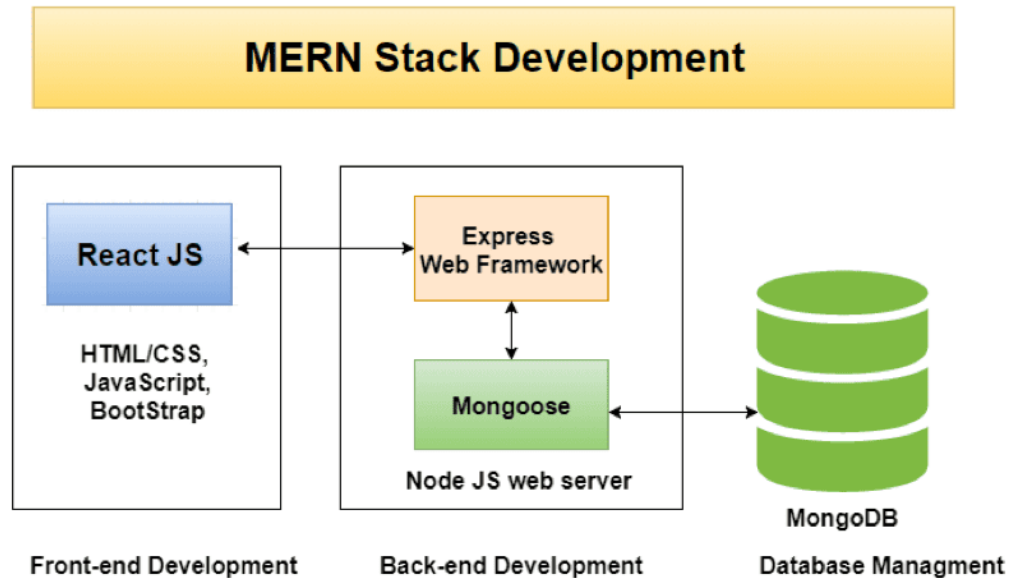 MERN Stack Development
React JS
HTML/CSS,
JavaScript,
BootStrap
Front-end Development
Express
Web Framework
Mongoose
Node JS web server
Back-end Development
MongoDB
Database Managment